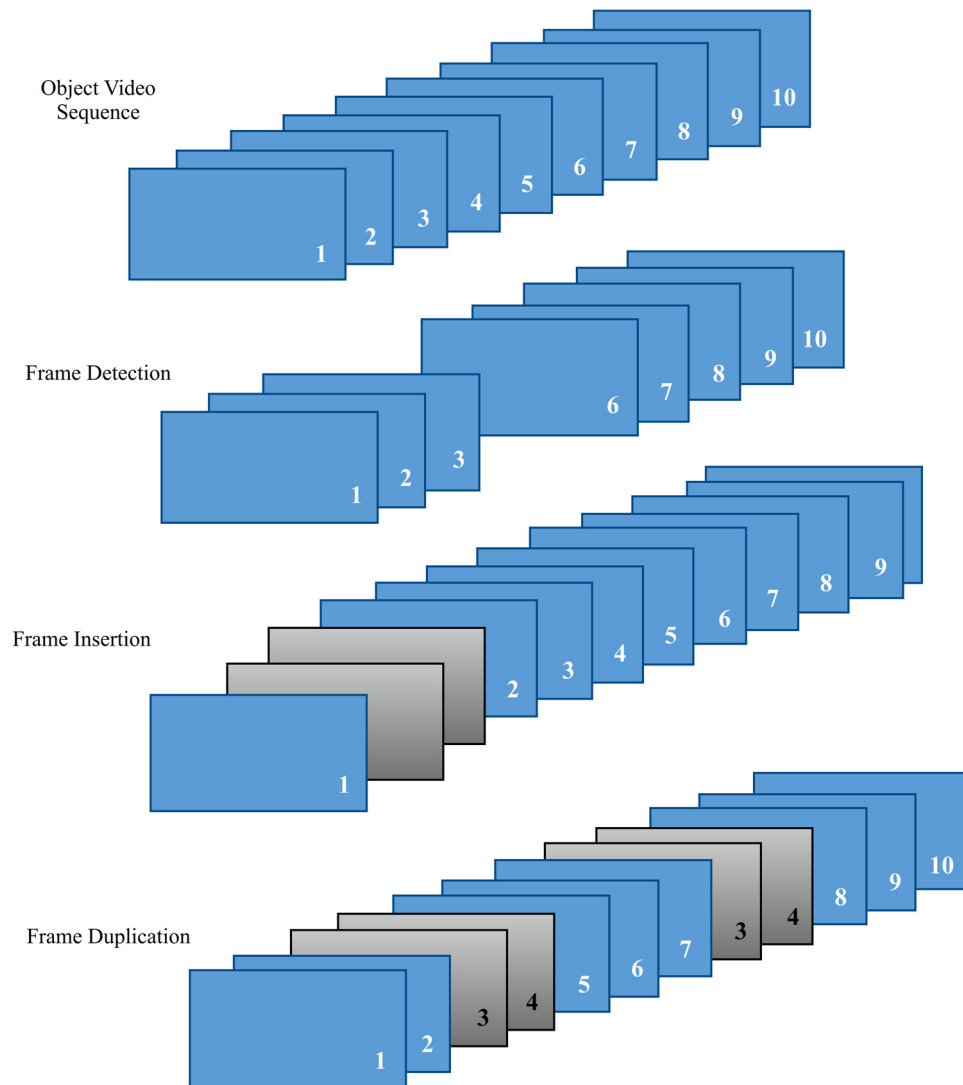 Object Video
Sequence
1 2 3 4 5 6 7 8 9 10
Frame Detection
1 2 3 6 7 8 9 10
Frame Insertion
1 2 3 4 5 6 7 8 9
Frame Duplication
1 2 3 4 5 6 7 3 4 8 9 10